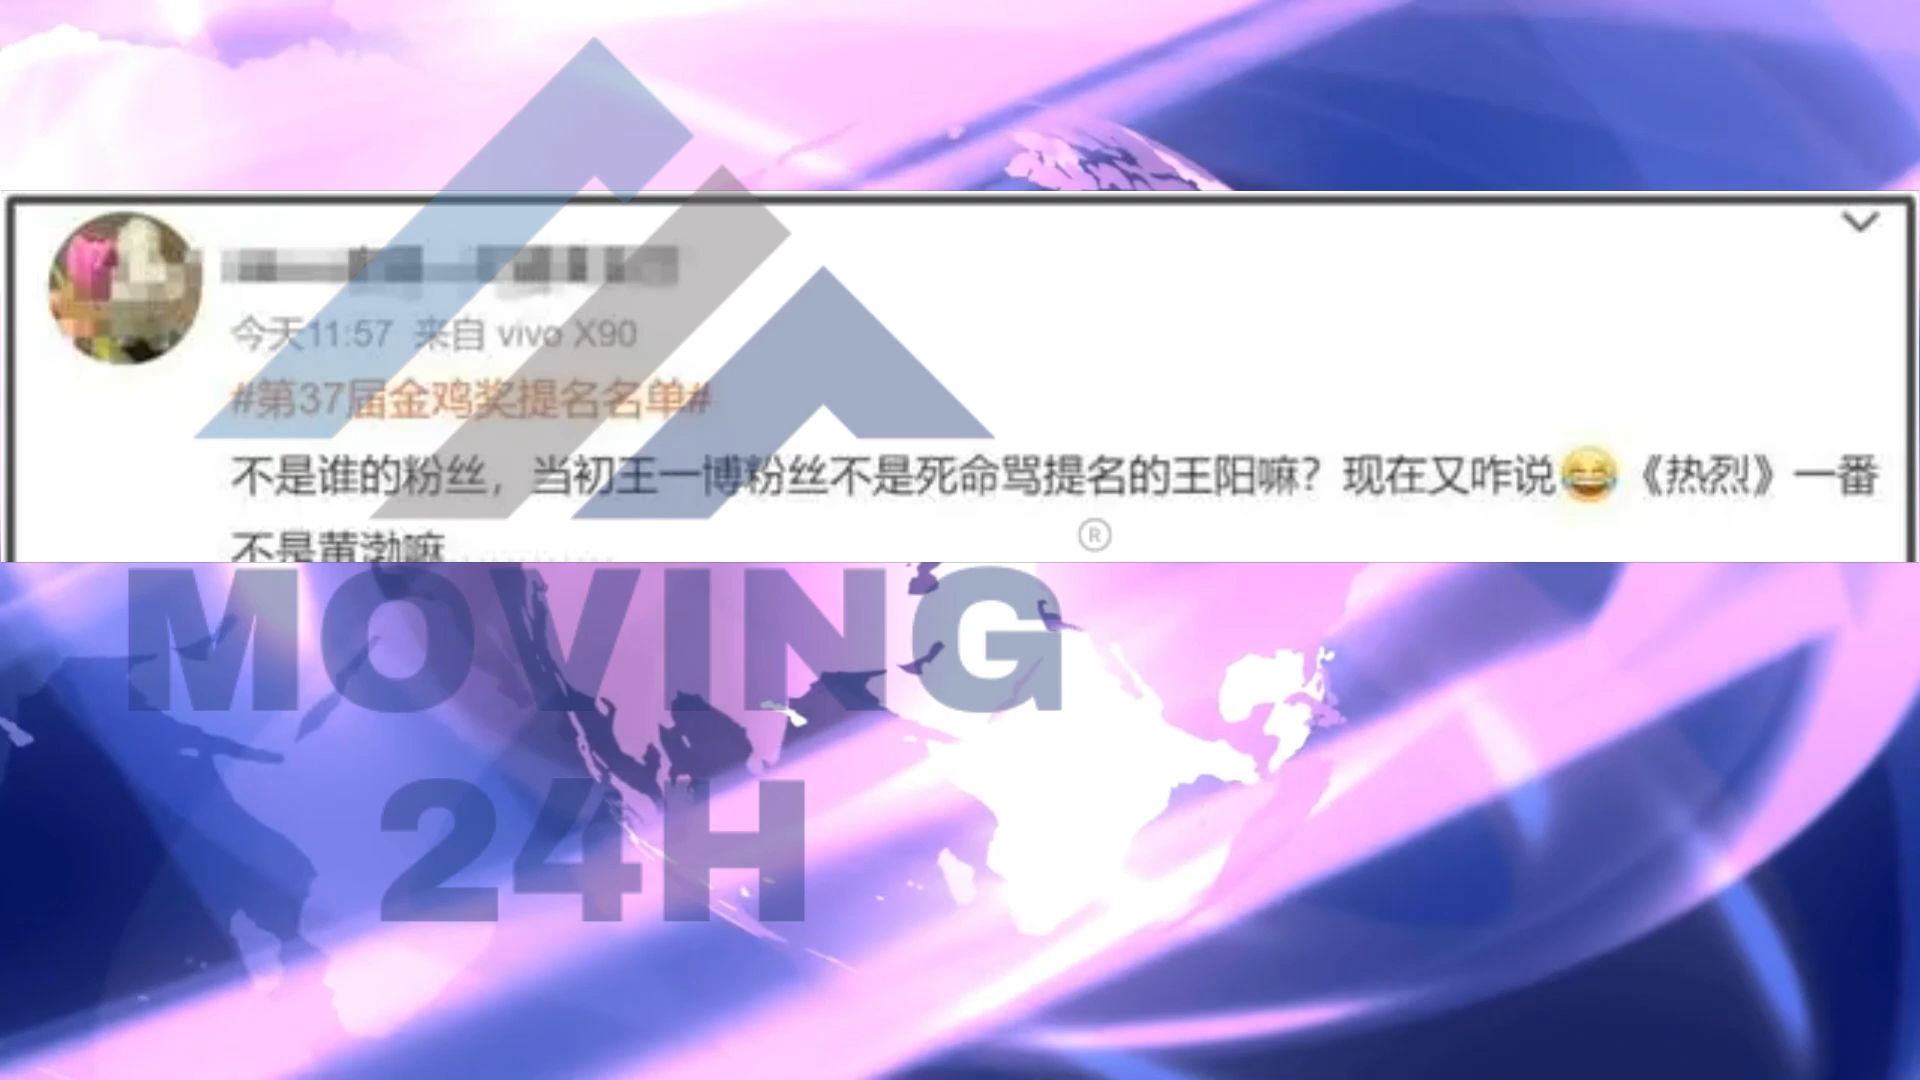 今天11:57 来自 vivo X90
#第37届金鸡奖提名名单#
不是谁的粉丝，当初王一博粉丝不是死命骂提名的王阳嘛？现在又咋说😂《热烈》一番
不是黄渤嘛
®
MOVING
24H